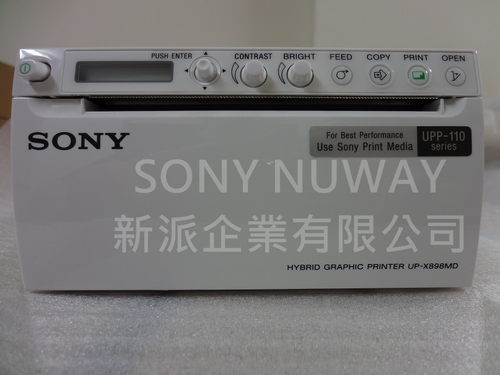 PUSH ENTER
CONTRAST
BRIGHT
FEED
COPY
PRINT
OPEN
SONY
For Best Performance
Use Sony Print Media
UPP-110
series
SONY NUWAY
新派企業有限公司
HYBRID GRAPHIC PRINTER UP-X898MD